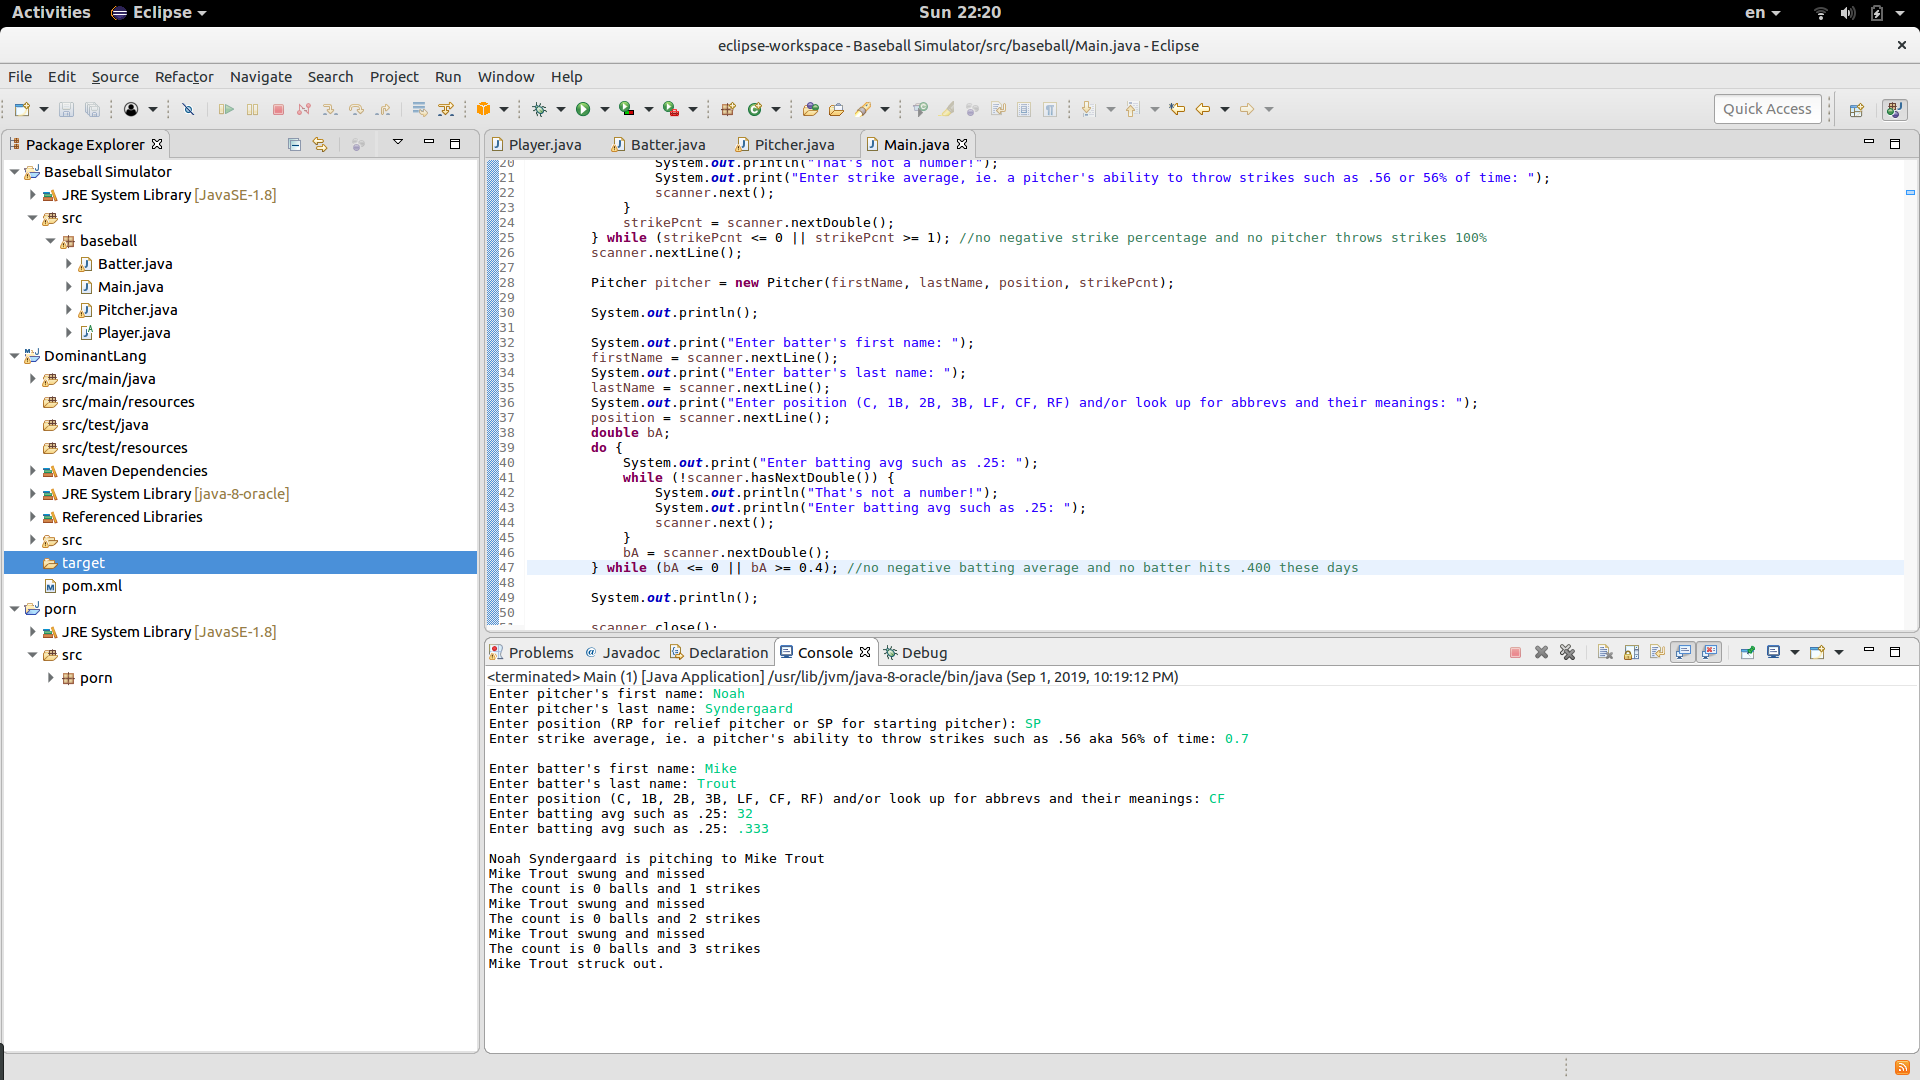 Activities Eclipse Sun 22:20 en
eclipse-workspace - Baseball Simulator/src/baseball/Main.java - Eclipse
File Edit Source Refactor Navigate Search Project Run Window Help
Quick Access
Package Explorer
Baseball Simulator
JRE System Library [JavaSE-1.8]
src
baseball
Batter.java
Main.java
Pitcher.java
Player.java
DominantLang
src/main/java
src/main/resources
src/test/java
src/test/resources
Maven Dependencies
JRE System Library [java-8-oracle]
Referenced Libraries
src
target
pom.xml
porn
JRE System Library [JavaSE-1.8]
src
porn
Player.java Batter.java Pitcher.java Main.java
20 System.out.println("That's not a number!");
21 System.out.print("Enter strike average, ie. a pitcher's ability to throw strikes such as .56 or 56% of time: ");
22 scanner.next();
23 }
24 strikePcnt = scanner.nextDouble();
25 } while (strikePcnt <= 0 || strikePcnt >= 1); //no negative strike percentage and no pitcher throws strikes 100%
26 scanner.nextLine();
27
28 Pitcher pitcher = new Pitcher(firstName, lastName, position, strikePcnt);
29
30 System.out.println();
31
32 System.out.print("Enter batter's first name: ");
33 firstName = scanner.nextLine();
34 System.out.print("Enter batter's last name: ");
35 lastName = scanner.nextLine();
36 System.out.print("Enter position (C, 1B, 2B, 3B, LF, CF, RF) and/or look up for abbrevs and their meanings: ");
37 position = scanner.nextLine();
38 double bA;
39 do {
40 System.out.print("Enter batting avg such as .25: ");
41 while (!scanner.hasNextDouble()) {
42 System.out.println("That's not a number!");
43 System.out.println("Enter batting avg such as .25: ");
44 scanner.next();
45 }
46 bA = scanner.nextDouble();
47 } while (bA <= 0 || bA >= 0.4); //no negative batting average and no batter hits .400 these days
48
49 System.out.println();
50
51 scanner.close();
Problems Javadoc Declaration Console Debug
<terminated> Main (1) [Java Application] /usr/lib/jvm/java-8-oracle/bin/java (Sep 1, 2019, 10:19:12 PM)
Enter pitcher's first name: Noah
Enter pitcher's last name: Syndergaard
Enter position (RP for relief pitcher or SP for starting pitcher): SP
Enter strike average, ie. a pitcher's ability to throw strikes such as .56 aka 56% of time: 0.7
Enter batter's first name: Mike
Enter batter's last name: Trout
Enter position (C, 1B, 2B, 3B, LF, CF, RF) and/or look up for abbrevs and their meanings: CF
Enter batting avg such as .25: 32
Enter batting avg such as .25: .333
Noah Syndergaard is pitching to Mike Trout
Mike Trout swung and missed
The count is 0 balls and 1 strikes
Mike Trout swung and missed
The count is 0 balls and 2 strikes
Mike Trout swung and missed
The count is 0 balls and 3 strikes
Mike Trout struck out.